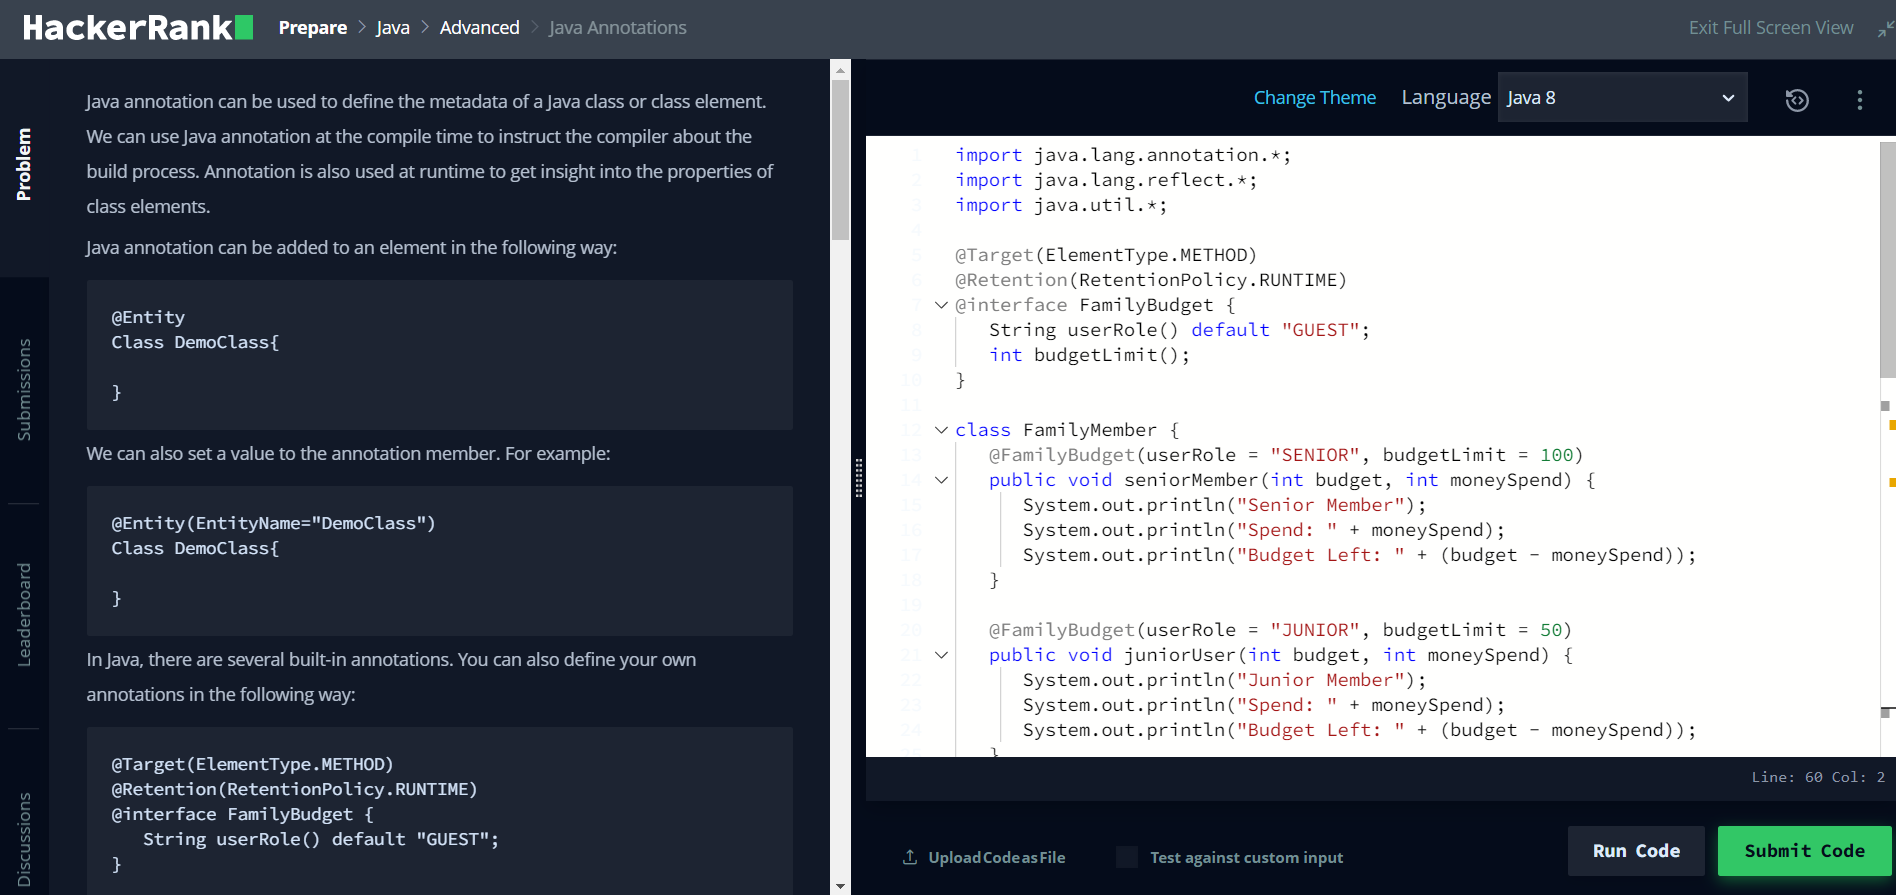 HackerRank
Prepare > Java > Advanced > Java Annotations
Exit Full Screen View
Problem
Submissions
Leaderboard
Discussions
Java annotation can be used to define the metadata of a Java class or class element.
We can use Java annotation at the compile time to instruct the compiler about the
build process. Annotation is also used at runtime to get insight into the properties of
class elements.
Java annotation can be added to an element in the following way:
@Entity
Class DemoClass{
}
We can also set a value to the annotation member. For example:
@Entity(EntityName="DemoClass")
Class DemoClass{
}
In Java, there are several built-in annotations. You can also define your own
annotations in the following way:
@Target(ElementType.METHOD)
@Retention(RetentionPolicy.RUNTIME)
@interface FamilyBudget {
String userRole() default "GUEST";
}
Change Theme Language Java 8
1 import java.lang.annotation.*;
2 import java.lang.reflect.*;
3 import java.util.*;
4
5 @Target(ElementType.METHOD)
6 @Retention(RetentionPolicy.RUNTIME)
7 @interface FamilyBudget {
8 String userRole() default "GUEST";
9 int budgetLimit();
10 }
11
12 class FamilyMember {
13 @FamilyBudget(userRole = "SENIOR", budgetLimit = 100)
14 public void seniorMember(int budget, int moneySpend) {
15 System.out.println("Senior Member");
16 System.out.println("Spend: " + moneySpend);
17 System.out.println("Budget Left: " + (budget - moneySpend));
18 }
19
20 @FamilyBudget(userRole = "JUNIOR", budgetLimit = 50)
21 public void juniorUser(int budget, int moneySpend) {
22 System.out.println("Junior Member");
23 System.out.println("Spend: " + moneySpend);
24 System.out.println("Budget Left: " + (budget - moneySpend));
25 }
Line: 60 Col: 2
Upload Code as File
Test against custom input
Run Code
Submit Code